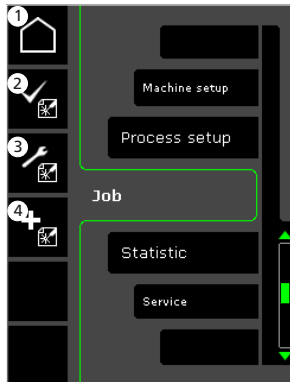 1
Machine setup
2
Process setup
3
Job
4
Statistic
Service